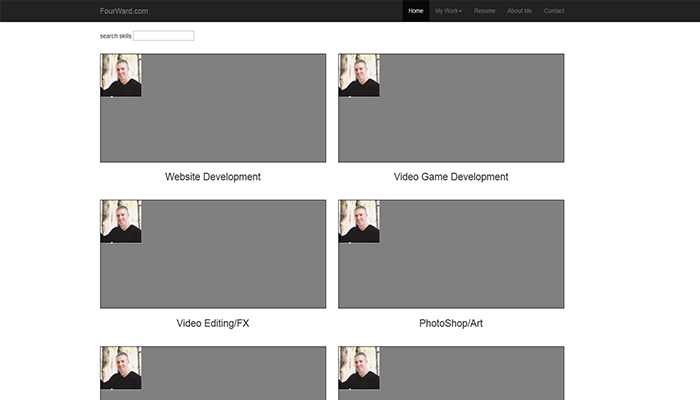 FourWard.com Home My Work Resume About Me Contact
search skills
Website Development Video Game Development
Video Editing/FX PhotoShop/Art